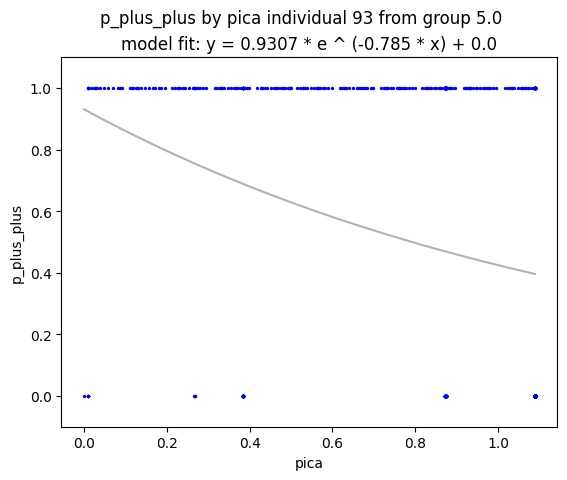 p_plus_plus by pica individual 93 from group 5.0
model fit: y = 0.9307 * e ^ (-0.785 * x) + 0.0
1.0
0.8
0.6
0.4
0.2
0.0
p_plus_plus
0.0 0.2 0.4 0.6 0.8 1.0
pica